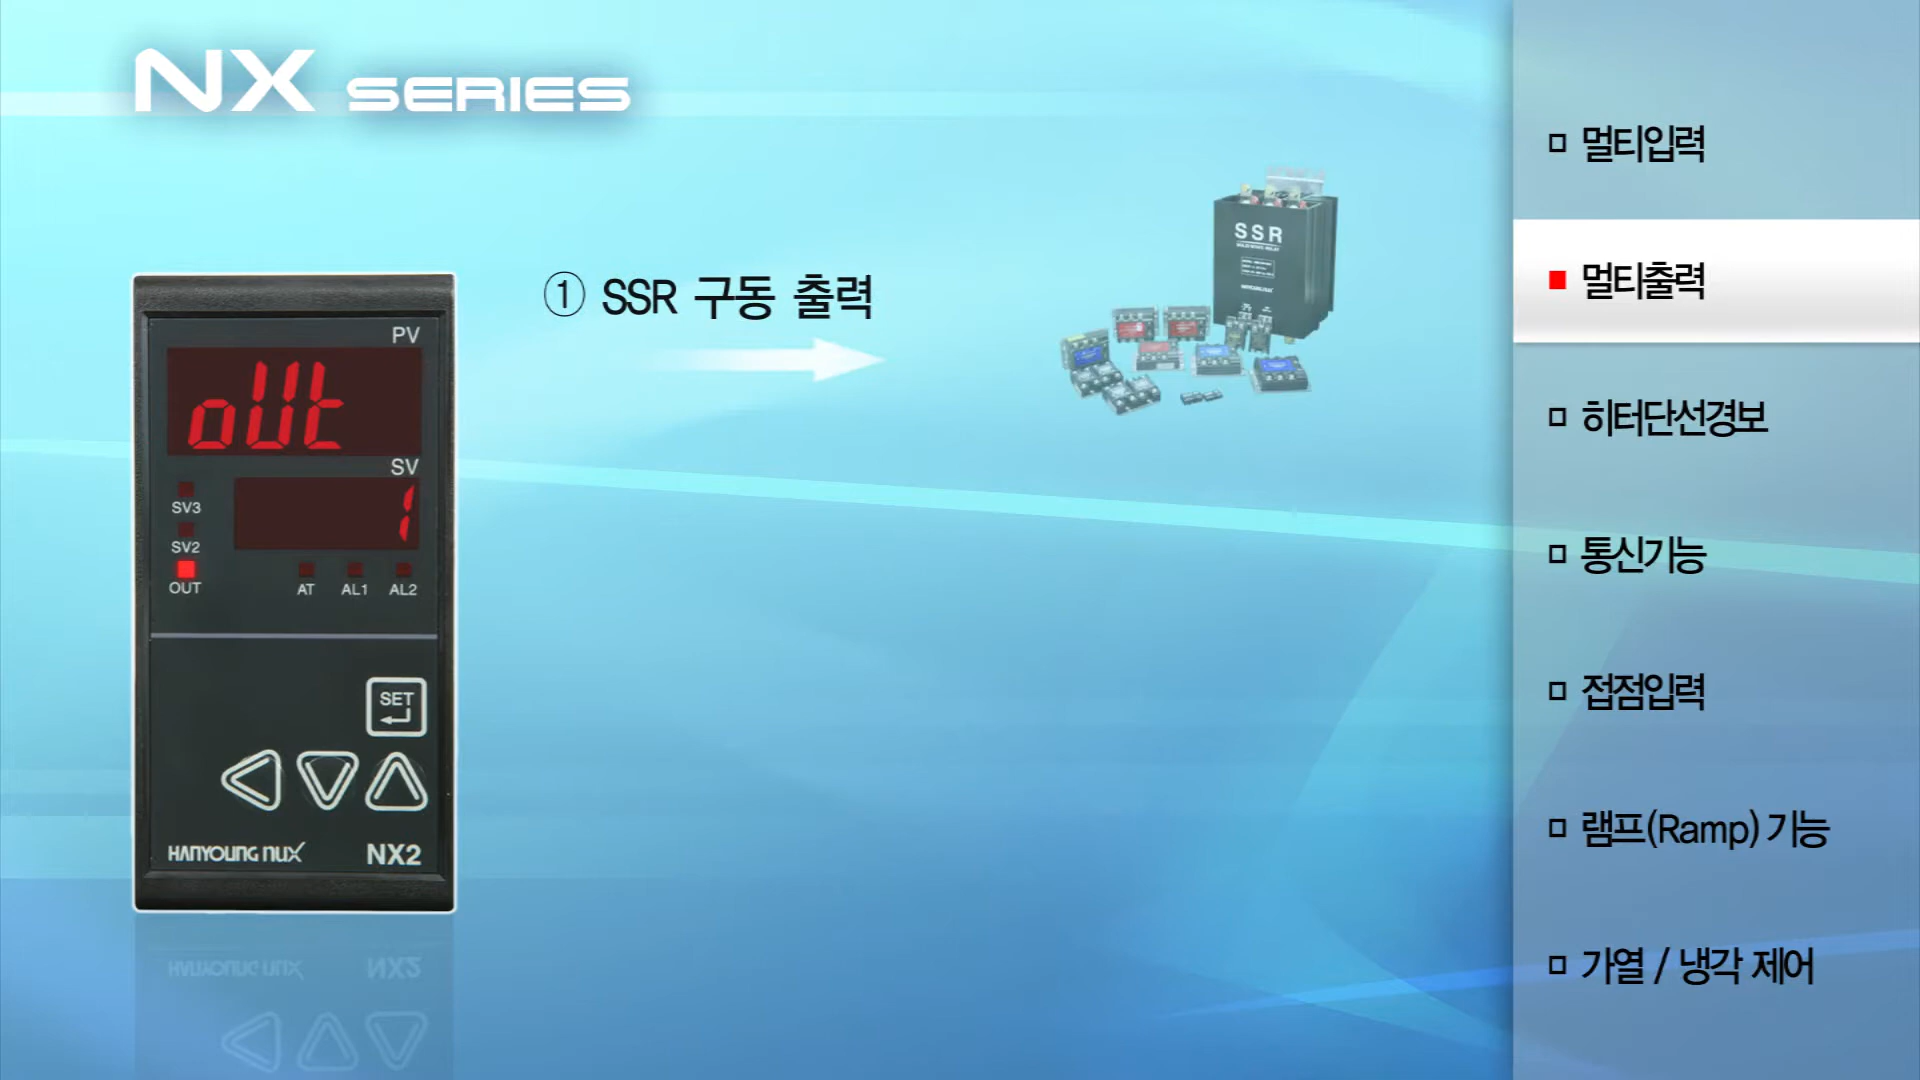 NX SERIES
① SSR 구동 출력
SSR
PV
oUt
SV
1
SV3
SV2
OUT
AT AL1 AL2
SET
HANYOUNG nUX
NX2
멀티입력
멀티출력
히터단선경보
통신기능
접점입력
램프(Ramp) 기능
가열 / 냉각 제어